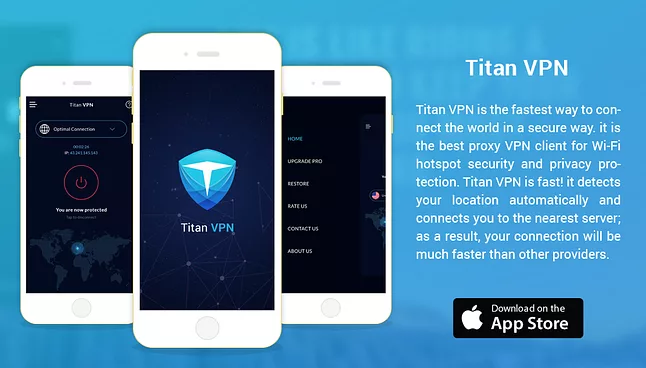 Titan VPN
Optimal Connection
00:02:26
You are now protected
Titan VPN
HOME
UPGRADE PRO
RESTORE
RATE US
CONTACT US
ABOUT US
Titan VPN
Titan VPN is the fastest way to con-
nect the world in a secure way. it is
the best proxy VPN client for Wi-Fi
hotspot security and privacy pro-
tection. Titan VPN is fast! it detects
your location automatically and
connects you to the nearest server;
as a result, your connection will be
much faster than other providers.
Download on the
App Store